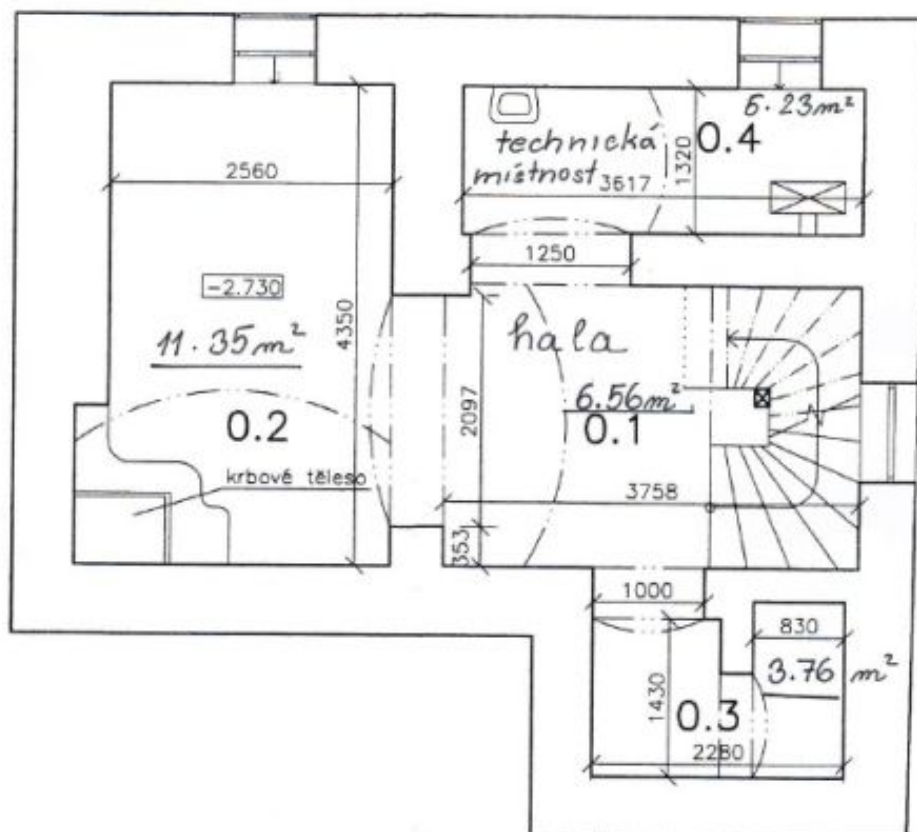 5.23m²
technická 0.4
místnost 3617
1320
2560
1250
-2.730
11.35m²
4350
hala
2097
6.56m²
0.1
0.2
krbové těleso
3758
353
1000
830
3.76 m²
1430
0.3
2280